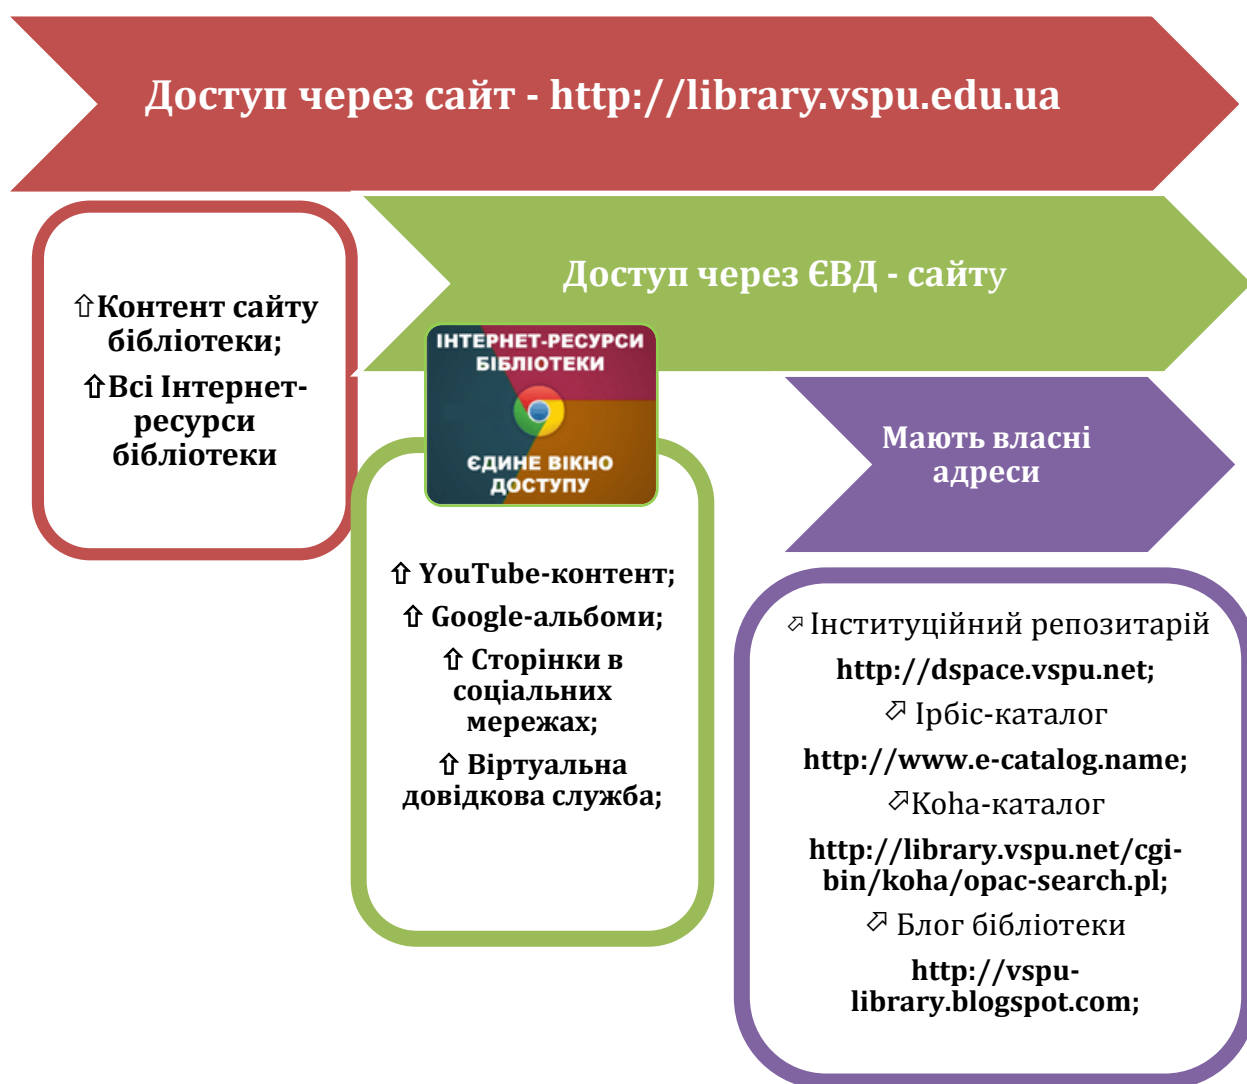 Доступ через сайт - http://library.vspu.edu.ua
⇧Контент сайту
бібліотеки;
⇧Всі Інтернет-
ресурси
бібліотеки
Доступ через ЄВД - сайту
ІНТЕРНЕТ-РЕСУРСИ
БІБЛІОТЕКИ
ЄДИНЕ ВІКНО
ДОСТУПУ
⇧ YouTube-контент;
⇧ Google-альбоми;
⇧ Сторінки в
соціальних
мережах;
⇧ Віртуальна
довідкова служба;
Мають власні
адреси
⬀ Інституційний репозитарій
http://dspace.vspu.net;
⬀ Ірбіс-каталог
http://www.e-catalog.name;
⬀Koha-каталог
http://library.vspu.net/cgi-
bin/koha/opac-search.pl;
⬀ Блог бібліотеки
http://vspu-
library.blogspot.com;